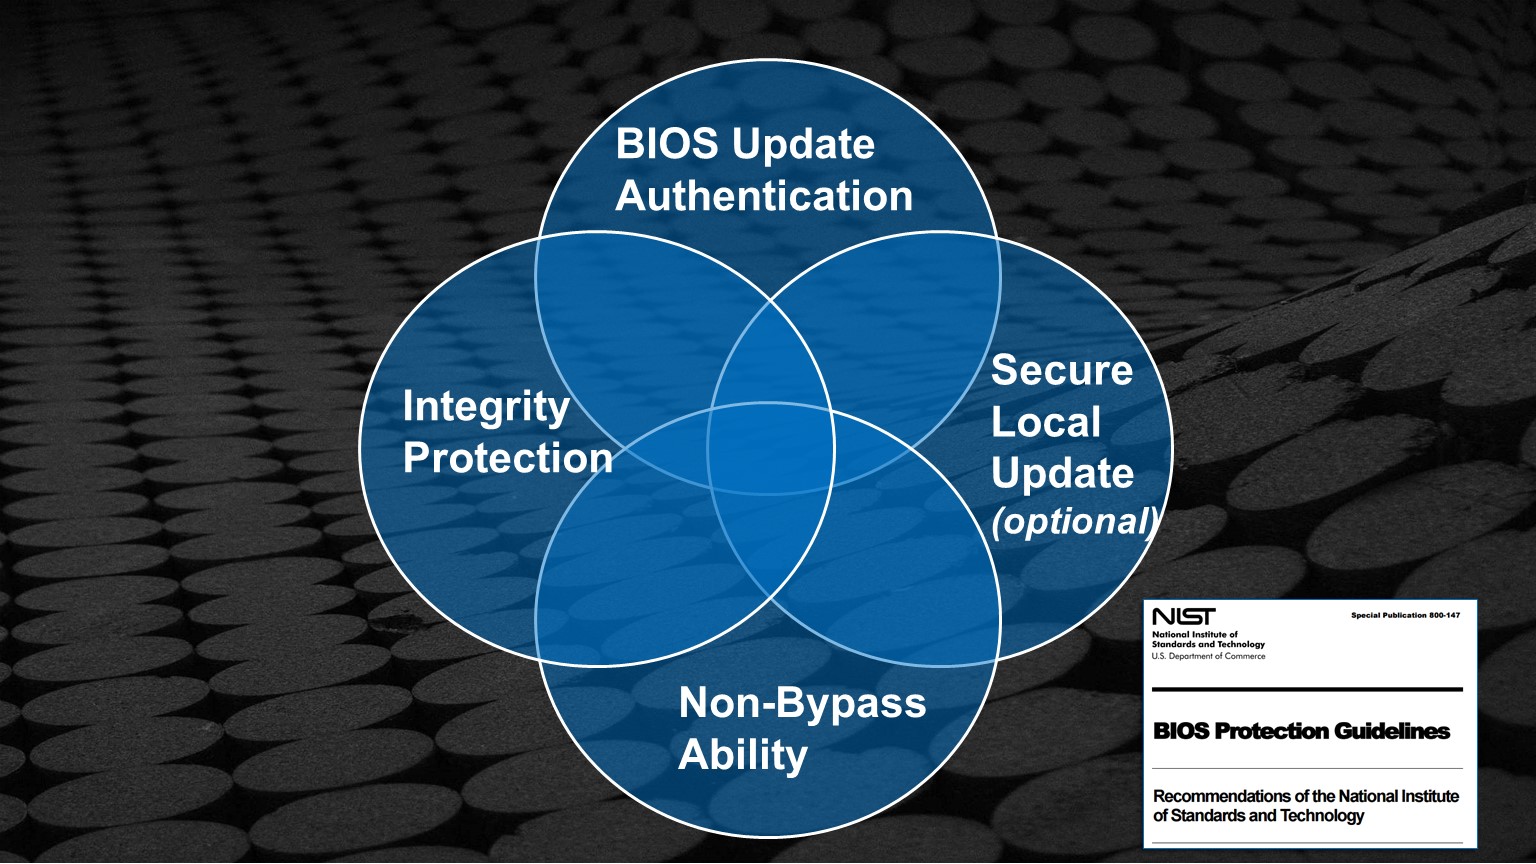 BIOS Update
Authentication
Integrity
Protection
Secure
Local
Update
(optional)
Non-Bypass
Ability
NIST
Special Publication 800-147
National Institute of
Standards and Technology
U.S. Department of Commerce
BIOS Protection Guidelines
Recommendations of the National Institute
of Standards and Technology